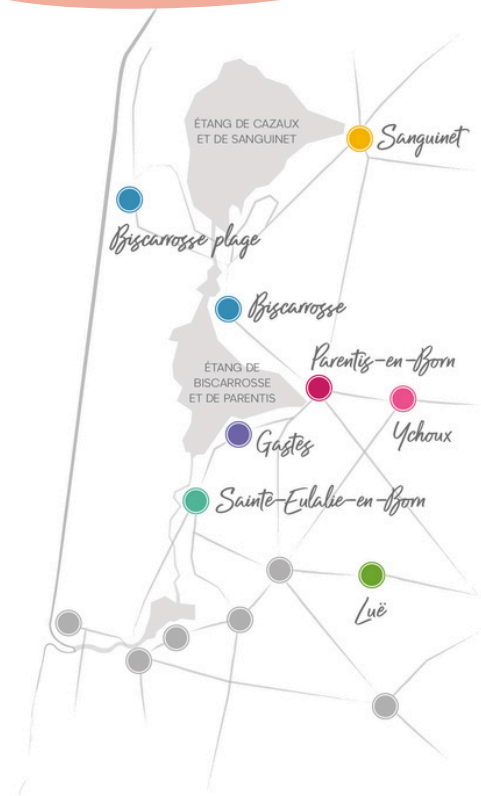 ÉTANG DE CAZAUX
ET DE SANGUINET
Sanguinet
Biscarrosse plage
Biscarrosse
Parentis-en-Born
ÉTANG DE
BISCARROSSE
ET DE PARENTIS
Ychoux
Gastes
Sainte-Eulalie-en-Born
Luë